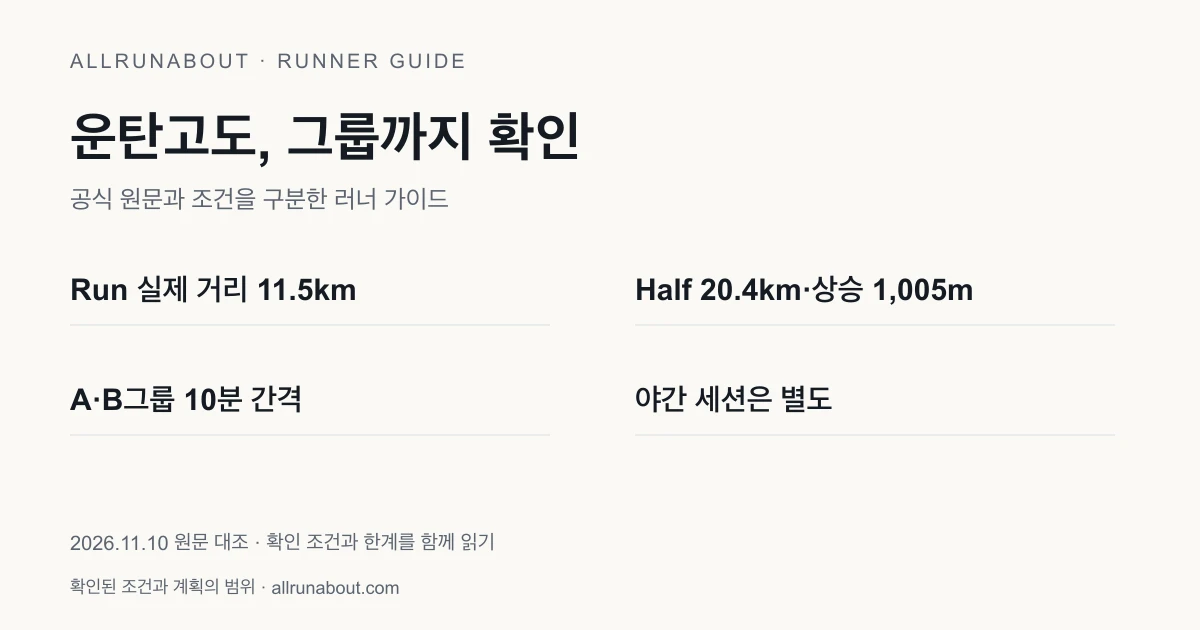 ALLRUNABOUT · RUNNER GUIDE
운탄고도, 그룹까지 확인
공식 원문과 조건을 구분한 러너 가이드
Run 실제 거리 11.5km
Half 20.4km·상승 1,005m
A·B그룹 10분 간격
야간 세션은 별도
2026.11.10 원문 대조 · 확인 조건과 한계를 함께 읽기
확인된 조건과 계획의 범위 · allrunabout.com